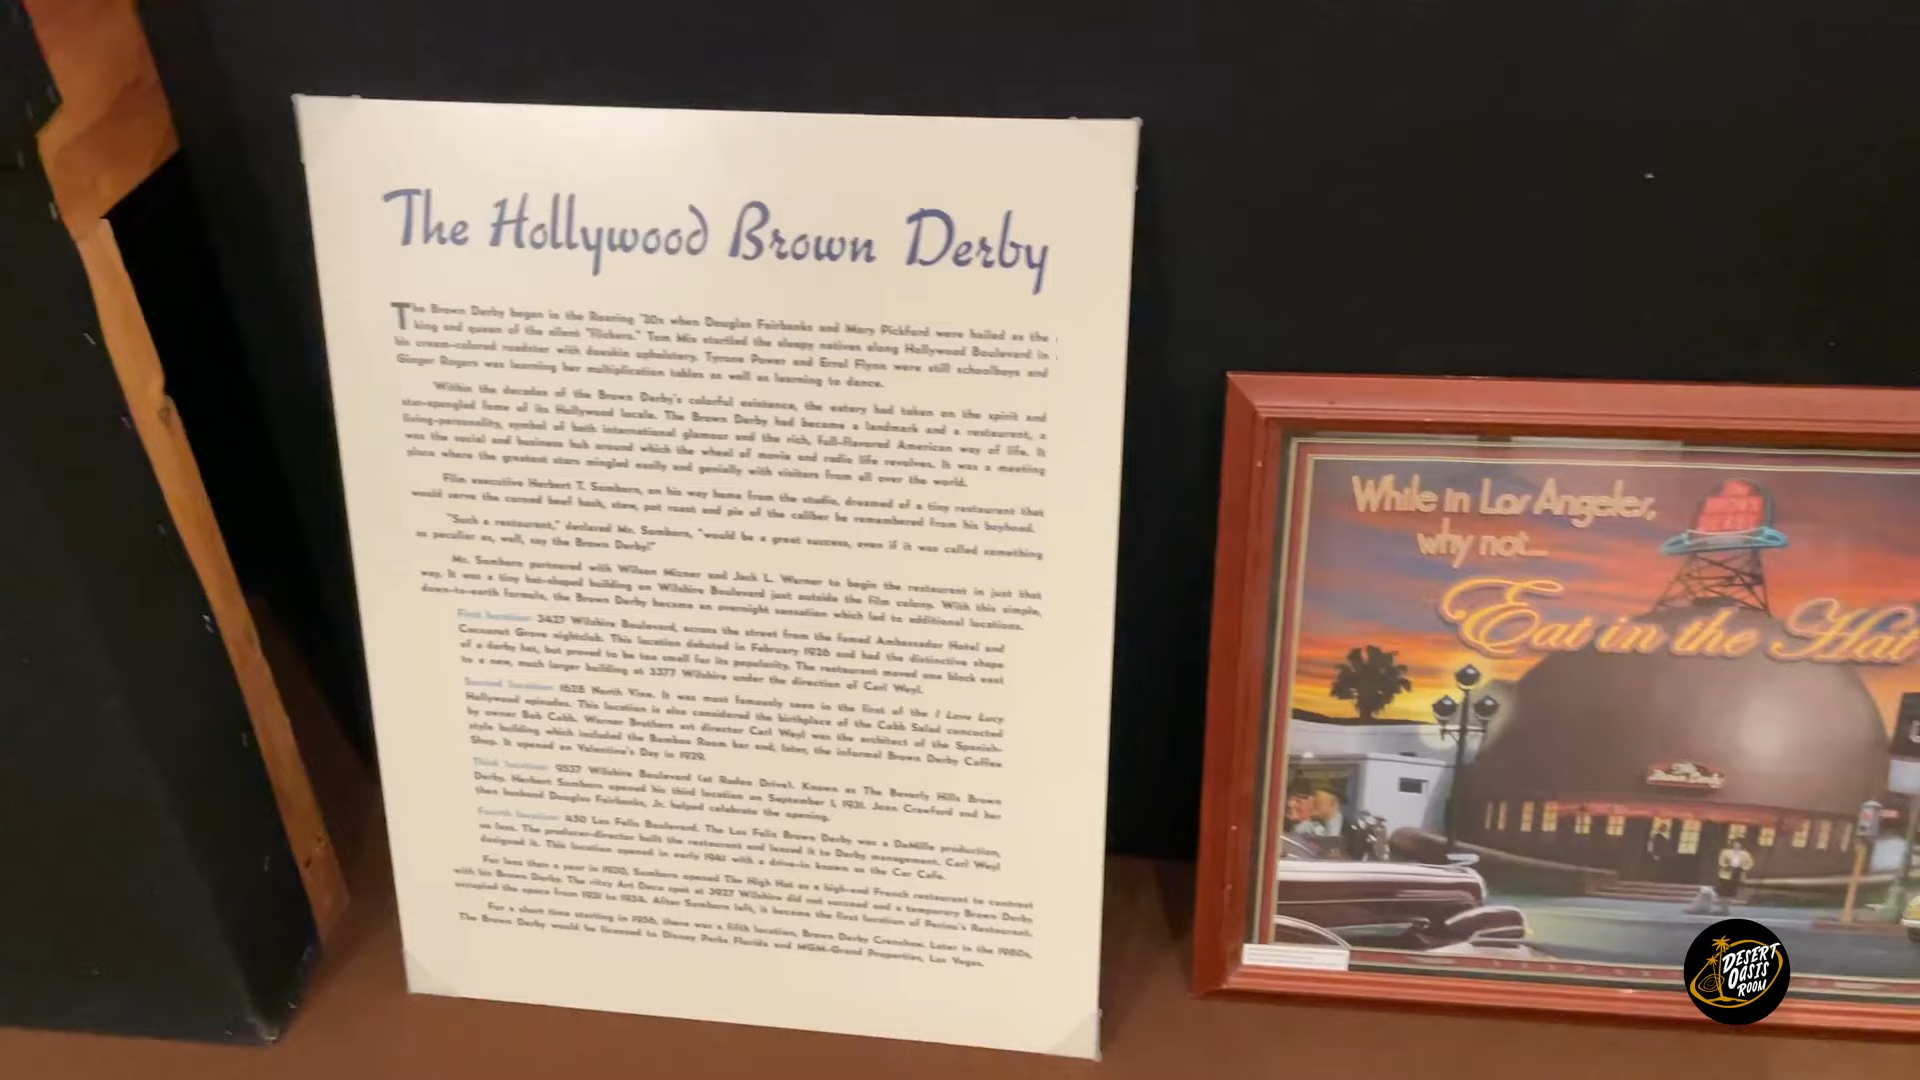 The Hollywood Brown Derby
The Brown Derby began in the Roaring '20s when Douglas Fairbanks and Mary Pickford were hailed as the
king and queen of the silent "flickers." Tom Mix startled the sleepy natives along Hollywood Boulevard in
his cream-colored roadster with doeskin upholstery. Tyrone Power and Errol Flynn were still schoolboys and
Ginger Rogers was learning her multiplication tables as well as learning to dance.
Within the decades of the Brown Derby's colorful existence, the eatery had taken on the spirit and
star-spangled fame of its Hollywood locale. The Brown Derby had become a landmark and a restaurant, a
living-personality, symbol of both international glamour and the rich, full-flavored American way of life. It
was the social and business hub around which the wheel of movie and radio life revolves. It was a meeting
place where the greatest stars mingled easily and genially with visitors from all over the world.
Film executive Herbert T. Somborn, on his way home from the studio, dreamed of a tiny restaurant that
would serve the corned beef hash, stew, pot roast and pie of the caliber he remembered from his boyhood.
"Such a restaurant," declared Mr. Somborn, "would be a great success, even if it was called something
as peculiar as, well, say the Brown Derby!"
Mr. Somborn partnered with Wilson Mizner and Jack L. Warner to begin the restaurant in just that
way. It was a tiny hat-shaped building on Wilshire Boulevard just outside the film colony. With this simple,
down-to-earth formula, the Brown Derby became an overnight sensation which led to additional locations.
First location: 3427 Wilshire Boulevard, across the street from the famed Ambassador Hotel and
Cocoanut Grove nightclub. This location debuted in February 1926 and had the distinctive shape
of a derby hat, but proved to be too small for its popularity. The restaurant moved one block east
to a new, much larger building at 3377 Wilshire under the direction of Carl Weyl.
Second location: 1628 North Vine. It was most famously seen in the first of the I Love Lucy
Hollywood episodes. This location is also considered the birthplace of the Cobb Salad concocted
by owner Bob Cobb. Warner Brothers art director Carl Weyl was the architect of the Spanish-
style building which included the Bamboo Room bar and, later, the informal Brown Derby Coffee
Shop. It opened on Valentine's Day in 1929.
Third location: 9537 Wilshire Boulevard (at Rodeo Drive). Known as The Beverly Hills Brown
Derby. Herbert Somborn opened his third location on September 1, 1931. Joan Crawford and her
then husband Douglas Fairbanks, Jr. helped celebrate the opening.
Fourth location: 4500 Los Feliz Boulevard. The Los Feliz Brown Derby was a DeMille production,
no less. The producer-director built the restaurant and leased it to Derby management. Carl Weyl
designed it. This location opened in early 1941 with a drive-in known as the Car Cafe.
For less than a year in 1930, Somborn opened The High Hat as a high-end French restaurant to contrast
with his Brown Derby. The ritzy Art Deco spot at 3927 Wilshire did not succeed and a temporary Brown Derby
occupied the space from 1931 to 1934. After Somborn left, it became the first location of Perino's Restaurant.
For a short time starting in 1956, there was a fifth location, Brown Derby Crenshaw. Later in the 1980s,
The Brown Derby would be licensed to Disney Parks Florida and MGM-Grand Properties, Las Vegas.
While in Los Angeles,
why not...
Eat in the Hat
DESERT
OASIS
ROOM